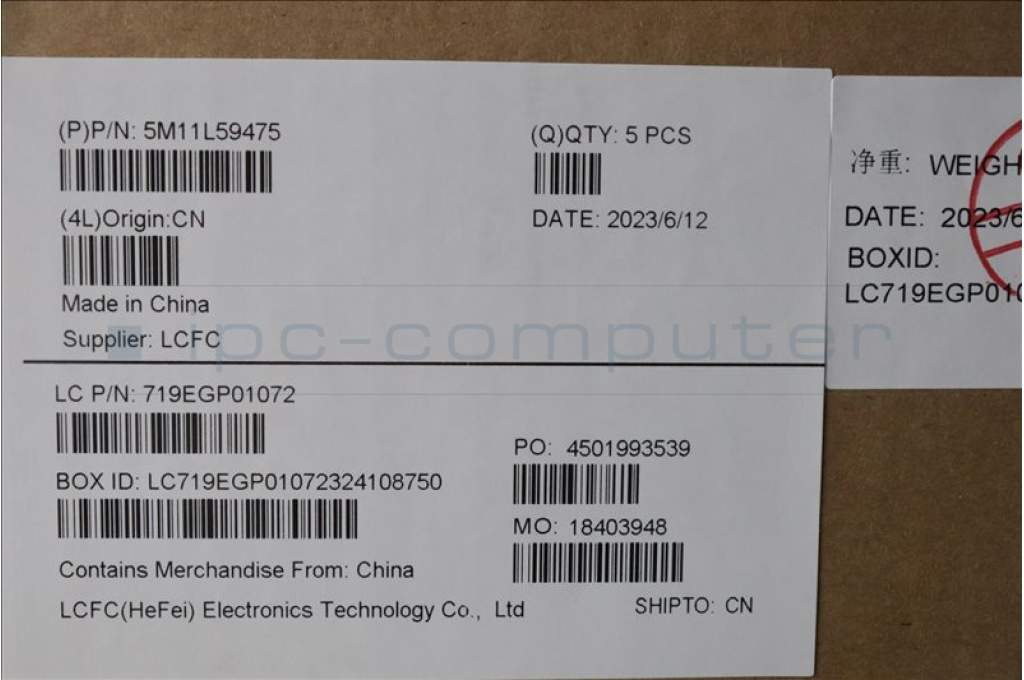 (P)P/N: 5M11L59475
(Q)QTY: 5 PCS
(4L)Origin:CN
DATE: 2023/6/12
Made in China
Supplier: LCFC
LC P/N: 719EGP01072
PO: 4501993539
BOX ID: LC719EGP01072324108750
MO: 18403948
Contains Merchandise From: China
LCFC(HeFei) Electronics Technology Co., Ltd
SHIPTO: CN
净重: WEIGH
DATE: 2023/6
BOXID:
LC719EGP010
ipc-computer